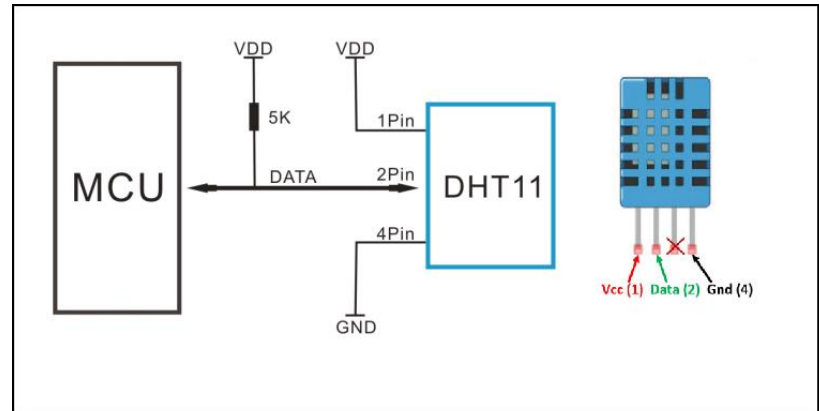 VDD
VDD
5K
1Pin
MCU
DATA
2Pin
DHT11
4Pin
GND
Vcc (1) Data (2) Gnd (4)